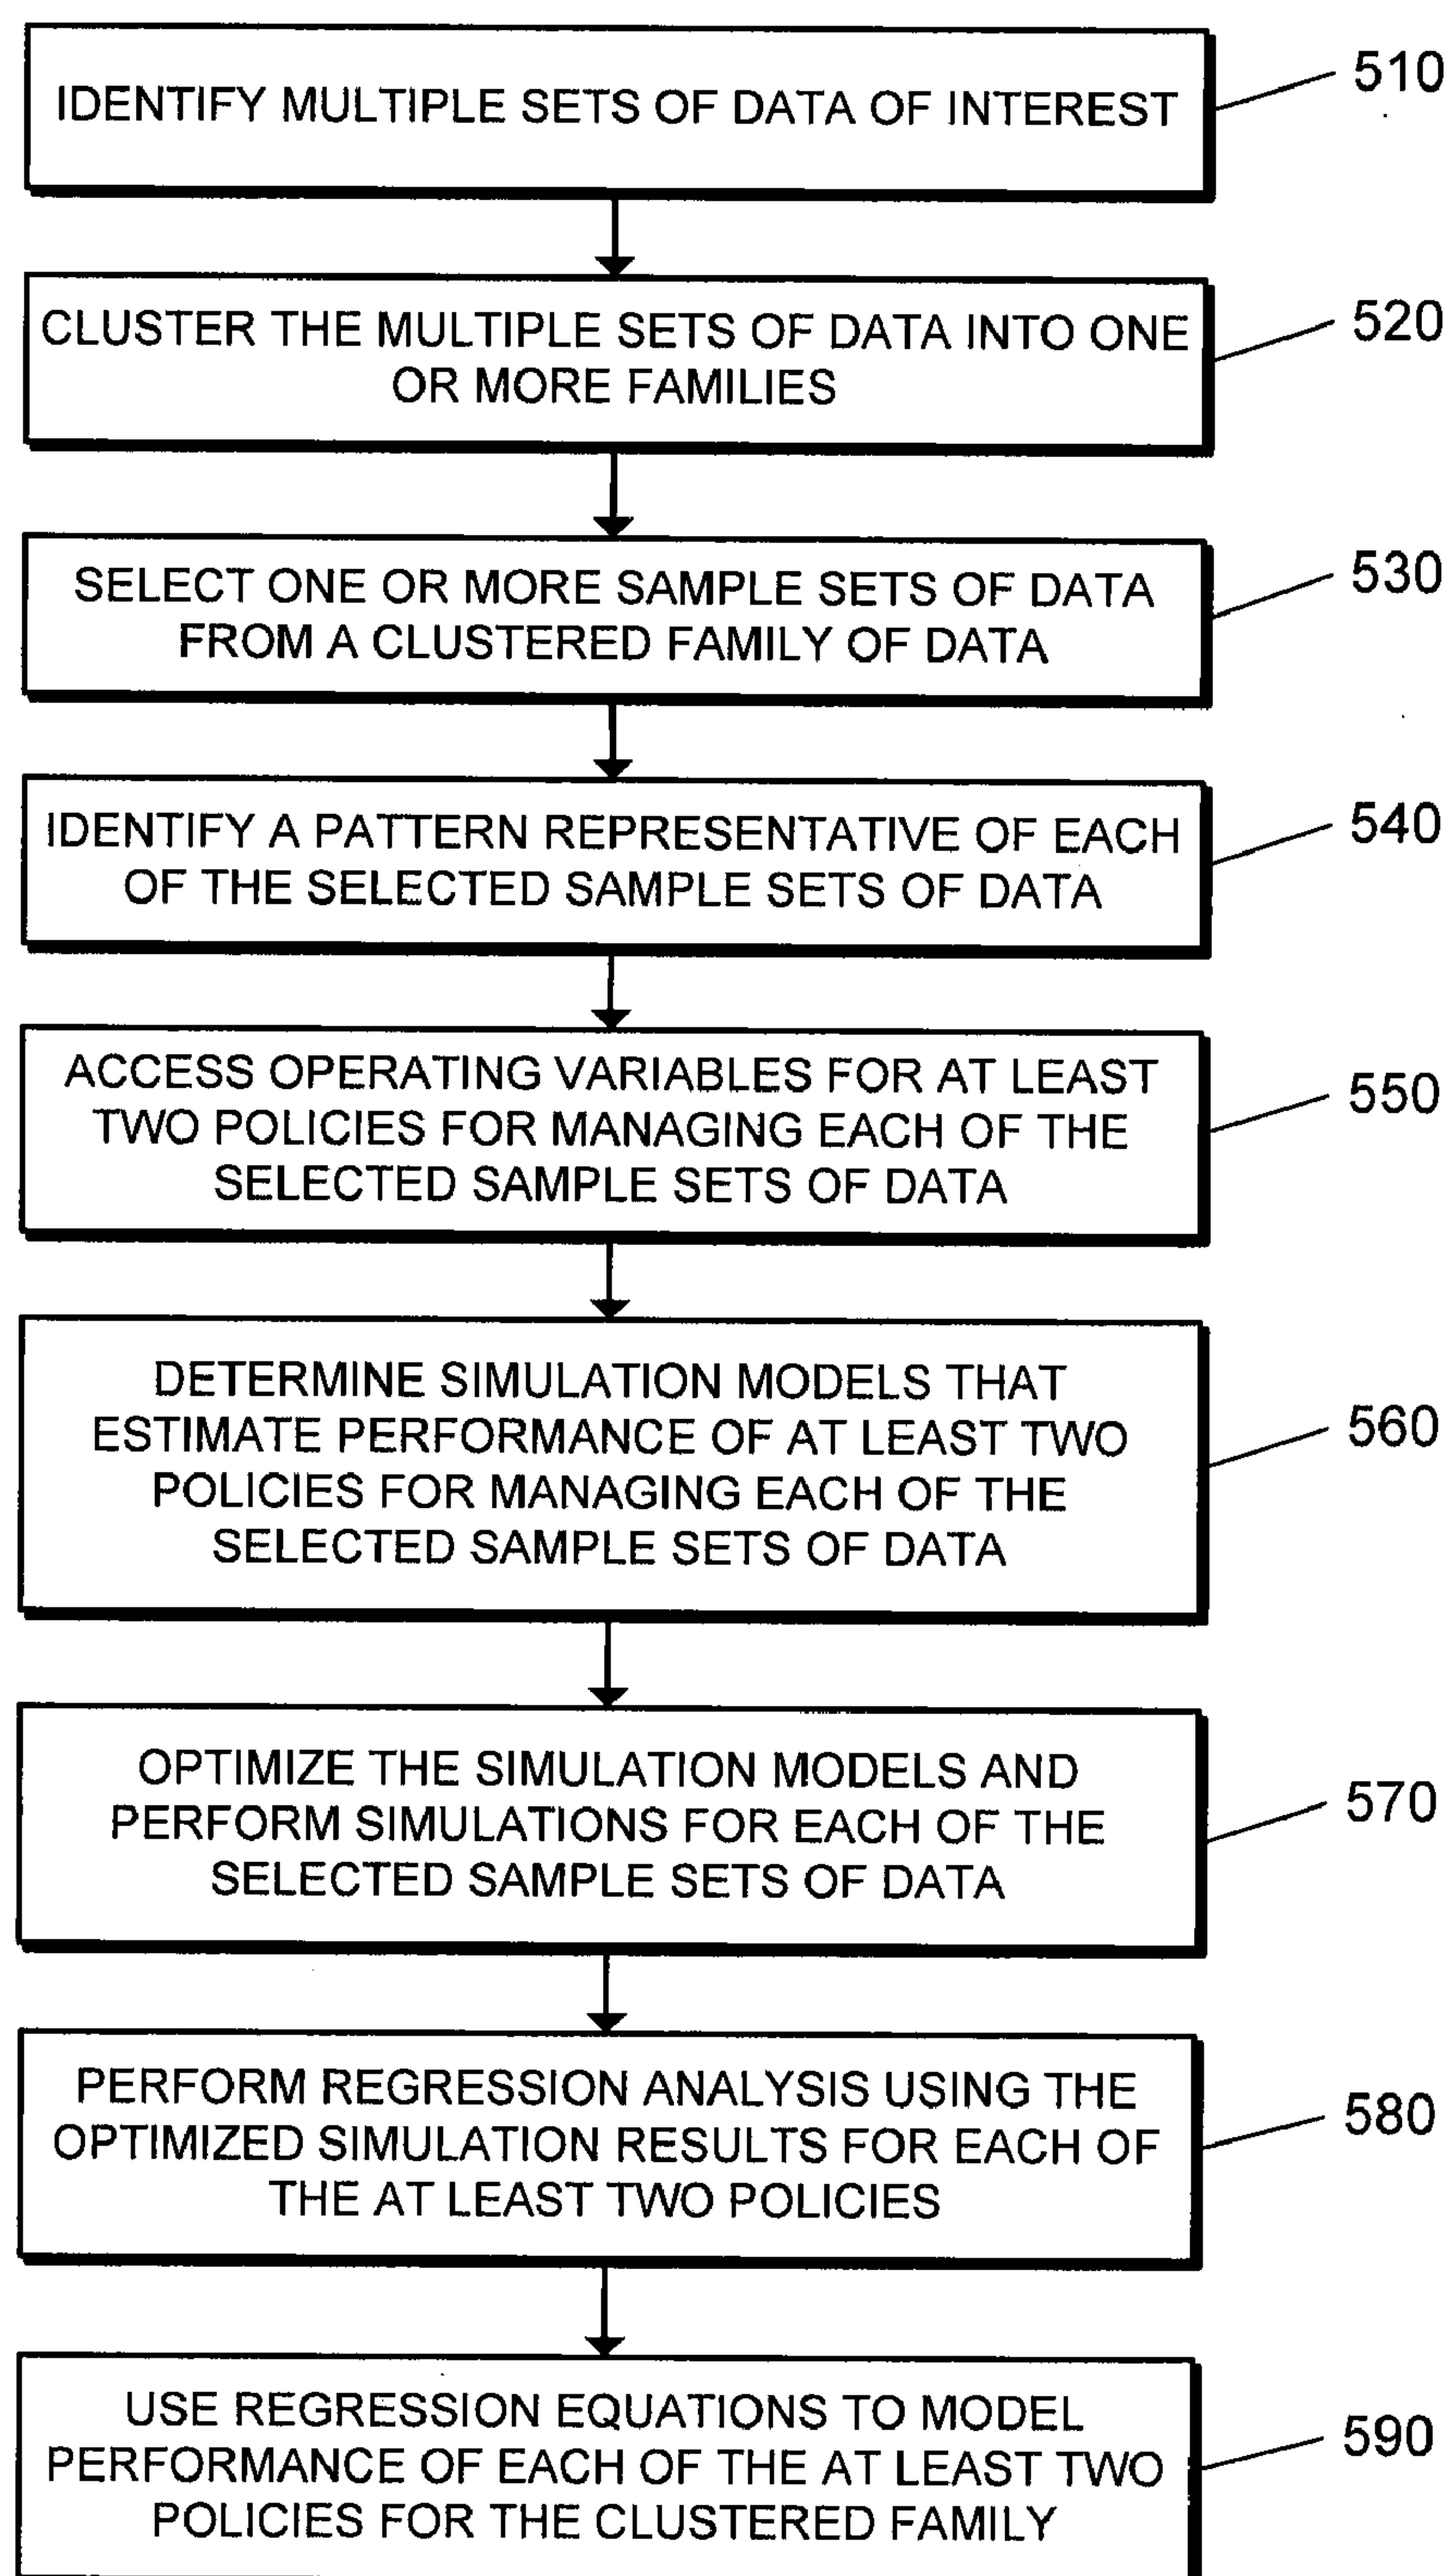 IDENTIFY MULTIPLE SETS OF DATA OF INTEREST
510
CLUSTER THE MULTIPLE SETS OF DATA INTO ONE
OR MORE FAMILIES
520
SELECT ONE OR MORE SAMPLE SETS OF DATA
FROM A CLUSTERED FAMILY OF DATA
530
IDENTIFY A PATTERN REPRESENTATIVE OF EACH
OF THE SELECTED SAMPLE SETS OF DATA
540
ACCESS OPERATING VARIABLES FOR AT LEAST
TWO POLICIES FOR MANAGING EACH OF THE
SELECTED SAMPLE SETS OF DATA
550
DETERMINE SIMULATION MODELS THAT
ESTIMATE PERFORMANCE OF AT LEAST TWO
POLICIES FOR MANAGING EACH OF THE
SELECTED SAMPLE SETS OF DATA
560
OPTIMIZE THE SIMULATION MODELS AND
PERFORM SIMULATIONS FOR EACH OF THE
SELECTED SAMPLE SETS OF DATA
570
PERFORM REGRESSION ANALYSIS USING THE
OPTIMIZED SIMULATION RESULTS FOR EACH OF
THE AT LEAST TWO POLICIES
580
USE REGRESSION EQUATIONS TO MODEL
PERFORMANCE OF EACH OF THE AT LEAST TWO
POLICIES FOR THE CLUSTERED FAMILY
590